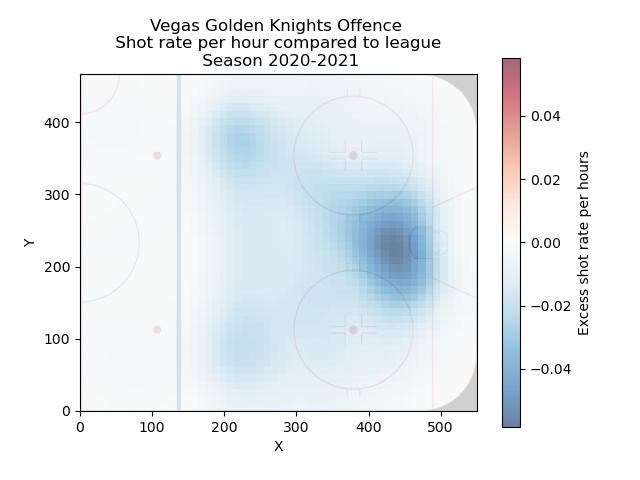 Vegas Golden Knights Offence
Shot rate per hour compared to league
Season 2020-2021
400
300
200
100
0
Y
0 100 200 300 400 500
X
0.04
0.02
0.00
−0.02
−0.04
Excess shot rate per hours